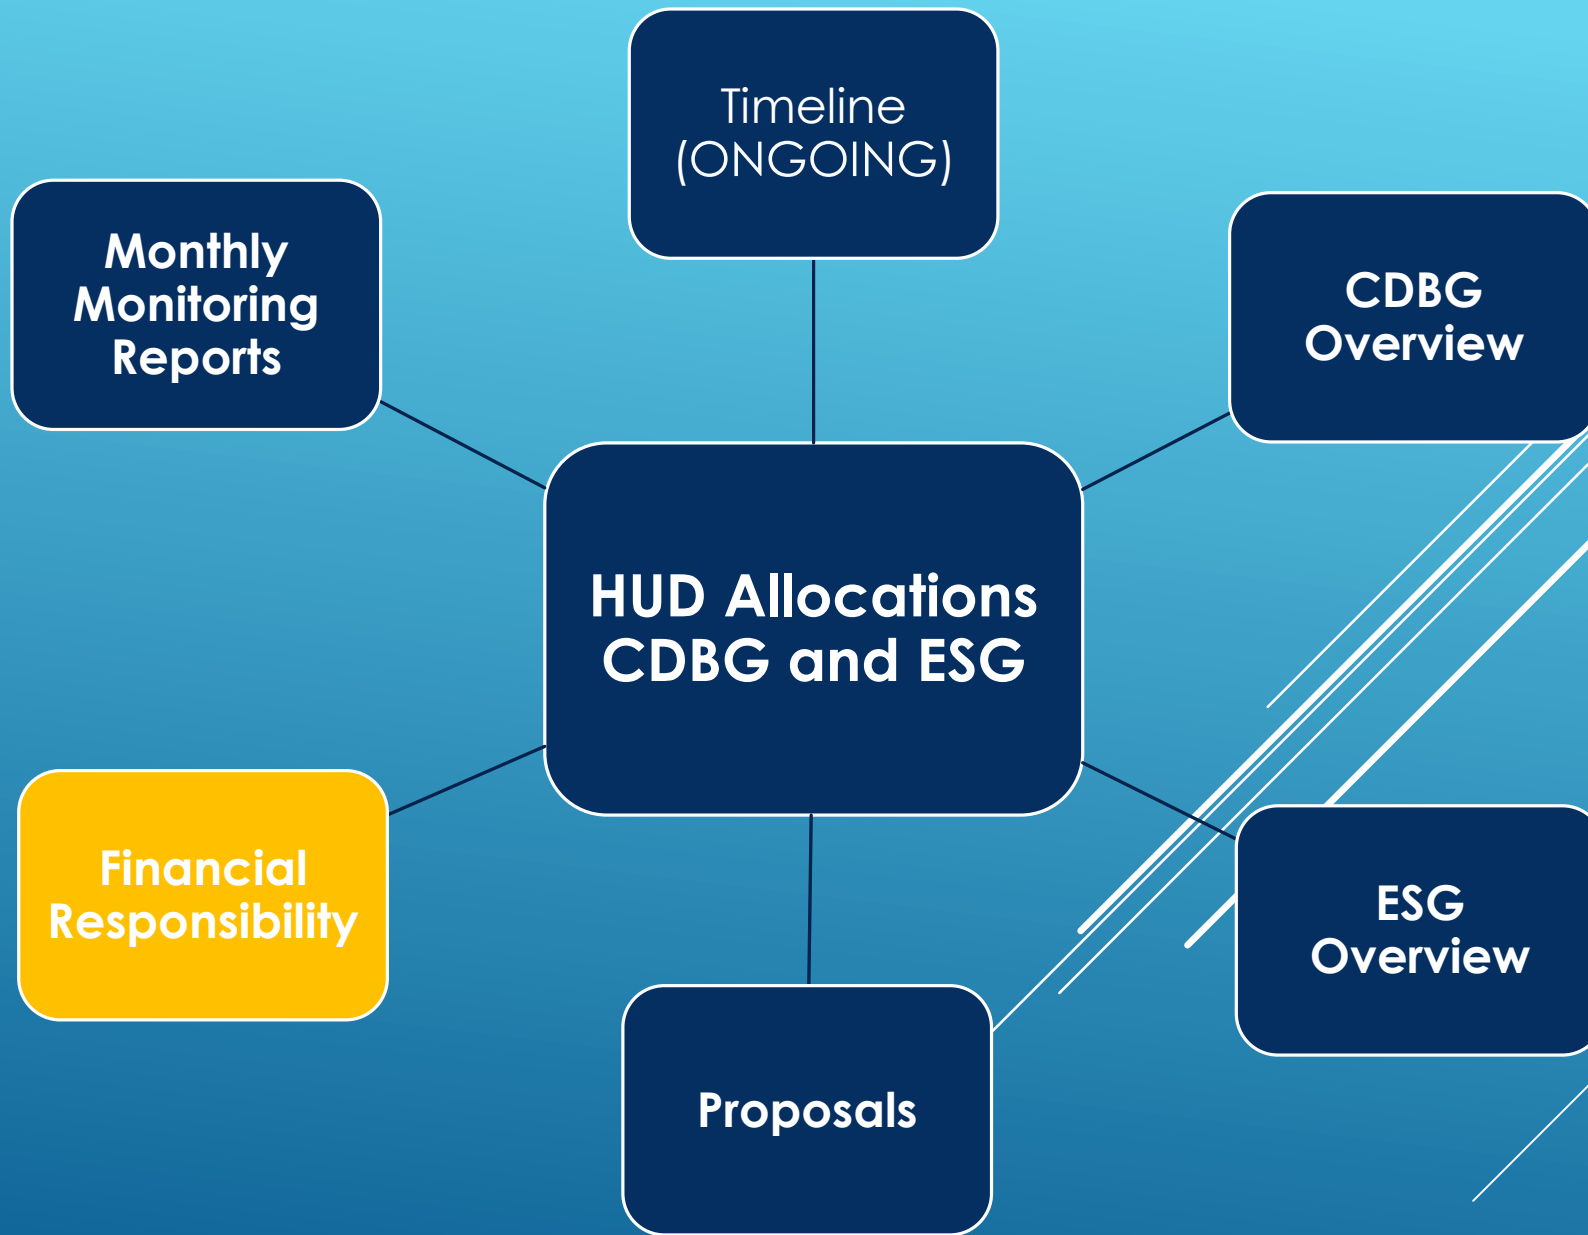 Timeline
(ONGOING)
Monthly
Monitoring
Reports
CDBG
Overview
HUD Allocations
CDBG and ESG
Financial
Responsibility
ESG
Overview
Proposals